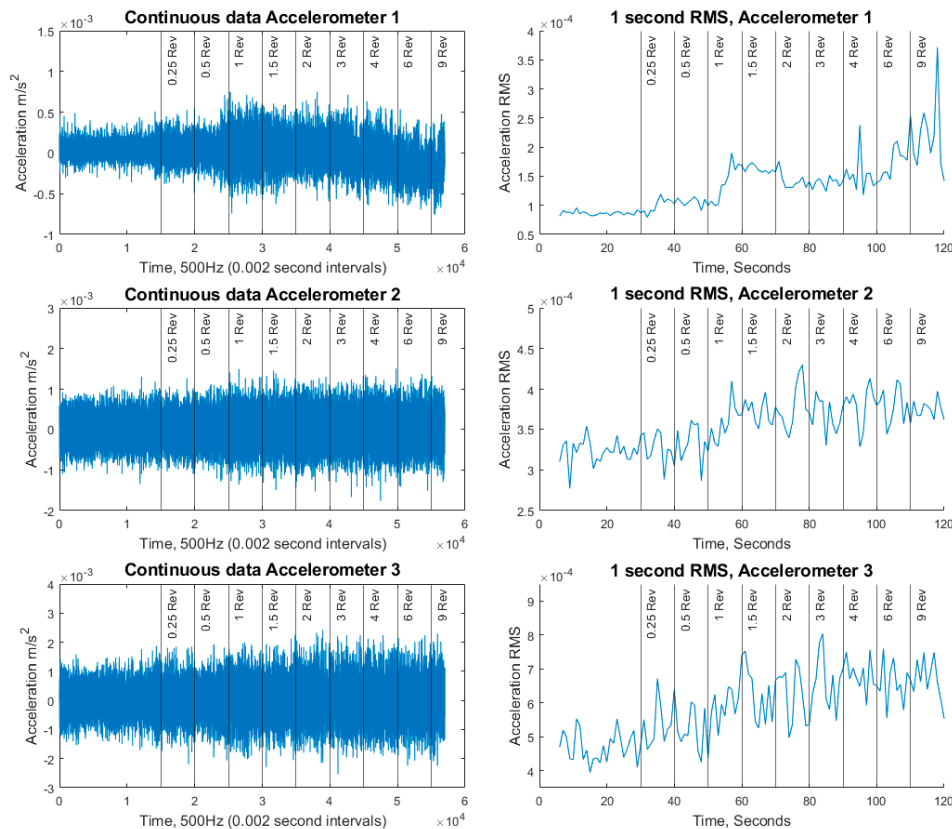 Continuous data Accelerometer 1
×10⁻³
1.5
1
0.5
0
-0.5
-1
Acceleration m/s²
0.25 Rev
0.5 Rev
1 Rev
1.5 Rev
2 Rev
3 Rev
4 Rev
6 Rev
9 Rev
0 1 2 3 4 5 6
×10⁴
Time, 500Hz (0.002 second intervals)
1 second RMS, Accelerometer 1
×10⁻⁴
4
3.5
3
2.5
2
1.5
1
0.5
Acceleration RMS
0.25 Rev
0.5 Rev
1 Rev
1.5 Rev
2 Rev
3 Rev
4 Rev
6 Rev
9 Rev
0 20 40 60 80 100 120
Time, Seconds
Continuous data Accelerometer 2
×10⁻³
3
2
1
0
-1
-2
Acceleration m/s²
0.25 Rev
0.5 Rev
1 Rev
1.5 Rev
2 Rev
3 Rev
4 Rev
6 Rev
9 Rev
0 1 2 3 4 5 6
×10⁴
Time, 500Hz (0.002 second intervals)
1 second RMS, Accelerometer 2
×10⁻⁴
5
4.5
4
3.5
3
2.5
Acceleration RMS
0.25 Rev
0.5 Rev
1 Rev
1.5 Rev
2 Rev
3 Rev
4 Rev
6 Rev
9 Rev
0 20 40 60 80 100 120
Time, Seconds
Continuous data Accelerometer 3
×10⁻³
4
3
2
1
0
-1
-2
-3
Acceleration m/s²
0.25 Rev
0.5 Rev
1 Rev
1.5 Rev
2 Rev
3 Rev
4 Rev
6 Rev
9 Rev
0 1 2 3 4 5 6
×10⁴
Time, 500Hz (0.002 second intervals)
1 second RMS, Accelerometer 3
×10⁻⁴
9
8
7
6
5
4
Acceleration RMS
0.25 Rev
0.5 Rev
1 Rev
1.5 Rev
2 Rev
3 Rev
4 Rev
6 Rev
9 Rev
0 20 40 60 80 100 120
Time, Seconds